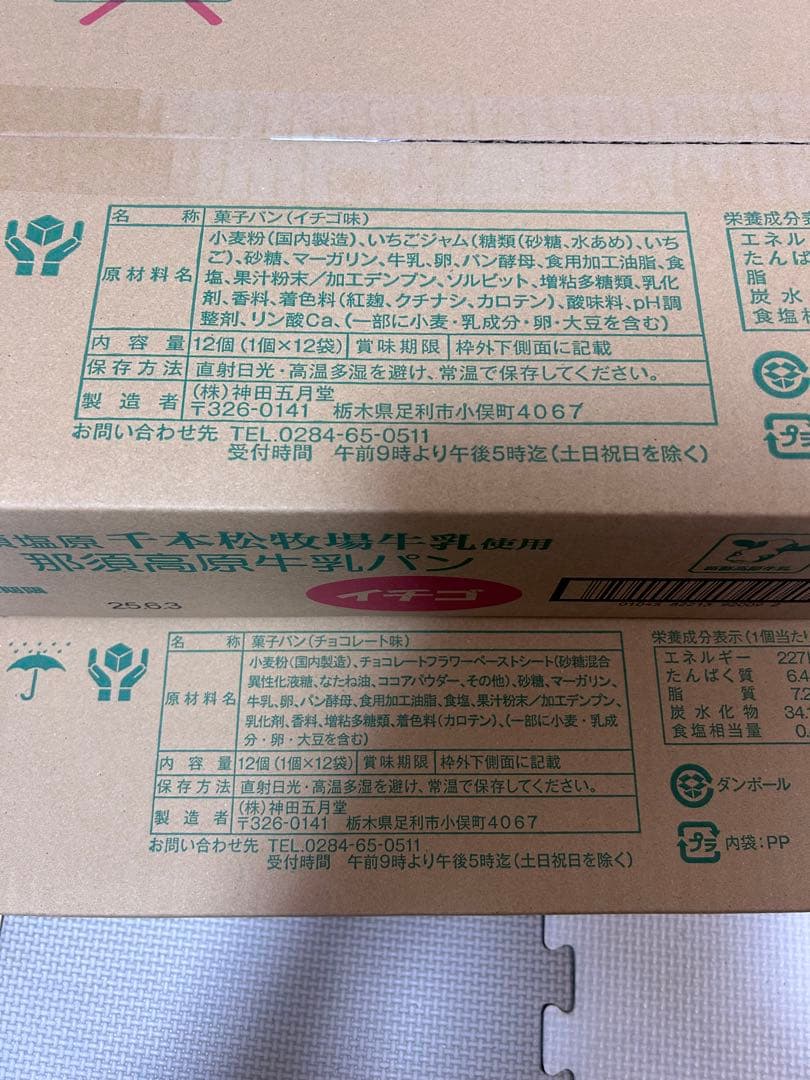 名称 菓子パン(イチゴ味)
原材料名 小麦粉(国内製造)、いちごジャム(糖類(砂糖、水あめ)、いち
ご)、砂糖、マーガリン、牛乳、卵、パン酵母、食用加工油脂、食
塩、果汁粉末/加工デンプン、ソルビット、増粘多糖類、乳化
剤、香料、着色料(紅麹、クチナシ、カロテン)、酸味料、pH調
整剤、リン酸Ca、(一部に小麦・乳成分・卵・大豆を含む)
内容量 12個(1個×12袋) 賞味期限 枠外下側面に記載
保存方法 直射日光・高温多湿を避け、常温で保存してください。
製造者 (株)神田五月堂
〒326-0141 栃木県足利市小俣町4067
お問い合わせ先 TEL.0284-65-0511
受付時間 午前9時より午後5時迄(土日祝日を除く)
栄養成分表
エネル
たんぱ
脂
炭水
食塩相
プラ
塩原 千本松牧場牛乳使用
那須高原牛乳パン
期限
25.6.3
イチゴ
名称 菓子パン(チョコレート味)
原材料名 小麦粉(国内製造)、チョコレートフラワーペーストシート(砂糖混合
異性化液糖、なたね油、ココアパウダー、その他)、砂糖、マーガリン、
牛乳、卵、パン酵母、食用加工油脂、食塩、果汁粉末/加工デンプン、
乳化剤、香料、増粘多糖類、着色料(カロテン)、(一部に小麦・乳成
分・卵・大豆を含む)
内容量 12個(1個×12袋) 賞味期限 枠外下側面に記載
保存方法 直射日光・高温多湿を避け、常温で保存してください。
製造者 (株)神田五月堂
〒326-0141 栃木県足利市小俣町4067
お問い合わせ先 TEL.0284-65-0511
受付時間 午前9時より午後5時迄(土日祝日を除く)
栄養成分表示(1個当たり
エネルギー 227
たんぱく質 6.4
脂質 7.2
炭水化物 34.
食塩相当量 0.
ダンボール
プラ 内袋:PP